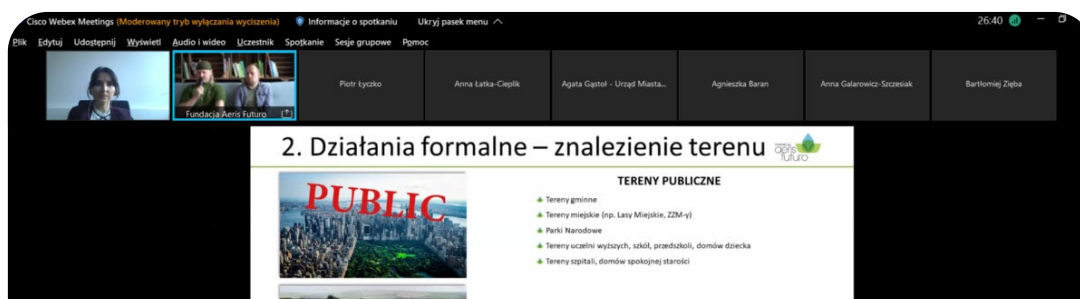 Cisco Webex Meetings (Moderowany tryb wyłączania wyciszenia) Informacje o spotkaniu Ukryj pasek menu 26:40
Plik Edytuj Udostępnij Wyświetl Audio i wideo Uczestnik Spotkanie Sesje grupowe Pomoc
Piotr Łyczko Anna Łatka-Cieplik Agata Gąstoł - Urząd Miasta... Agnieszka Baran Anna Galarowicz-Szczesiak Bartłomiej Zięba
Fundacja Aeris Futuro
2. Działania formalne – znalezienie terenu
aeris
futuro
PUBLIC
TERENY PUBLICZNE
Tereny gminne
Tereny miejskie (np. Lasy Miejskie, ZZM-y)
Parki Narodowe
Tereny uczelni wyższych, szkół, przedszkoli, domów dziecka
Tereny szpitali, domów spokojnej starości